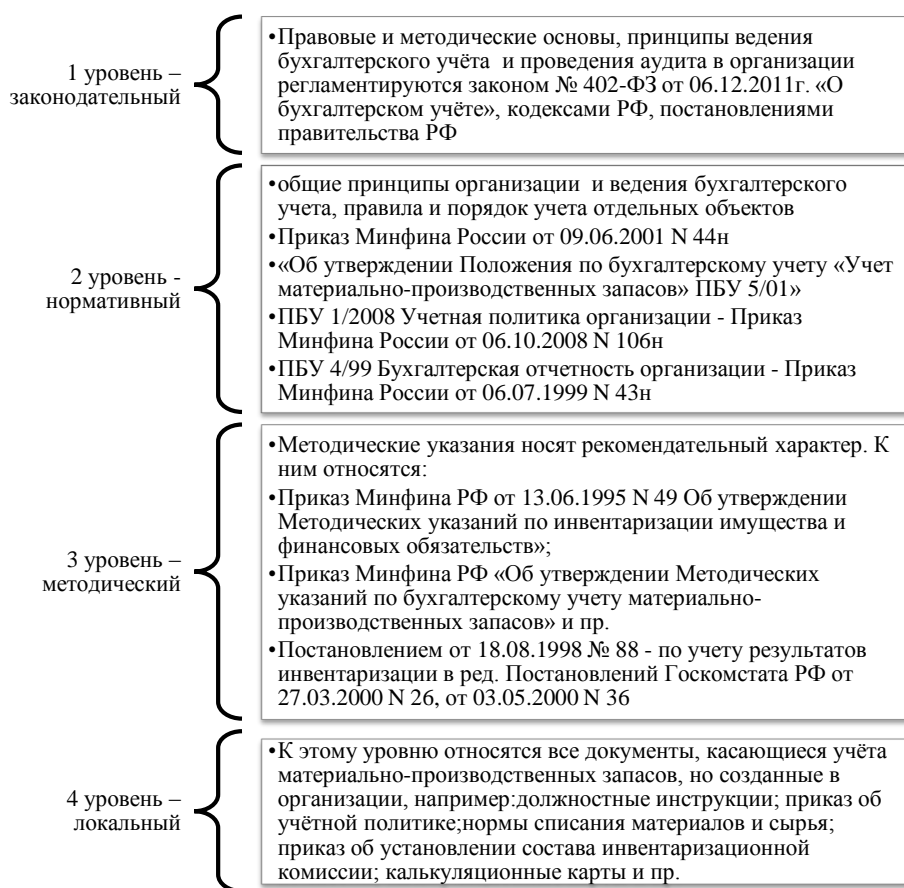 1 уровень –
законодательный
•Правовые и методические основы, принципы ведения
бухгалтерского учёта и проведения аудита в организации
регламентируются законом № 402-ФЗ от 06.12.2011г. «О
бухгалтерском учёте», кодексами РФ, постановлениями
правительства РФ
2 уровень -
нормативный
•общие принципы организации и ведения бухгалтерского
учета, правила и порядок учета отдельных объектов
•Приказ Минфина России от 09.06.2001 N 44н
•«Об утверждении Положения по бухгалтерскому учету «Учет
материально-производственных запасов» ПБУ 5/01»
•ПБУ 1/2008 Учетная политика организации - Приказ
Минфина России от 06.10.2008 N 106н
•ПБУ 4/99 Бухгалтерская отчетность организации - Приказ
Минфина России от 06.07.1999 N 43н
3 уровень –
методический
•Методические указания носят рекомендательный характер. К
ним относятся:
•Приказ Минфина РФ от 13.06.1995 N 49 Об утверждении
Методических указаний по инвентаризации имущества и
финансовых обязательств»;
•Приказ Минфина РФ «Об утверждении Методических
указаний по бухгалтерскому учету материально-
производственных запасов» и пр.
•Постановлением от 18.08.1998 № 88 - по учету результатов
инвентаризации в ред. Постановлений Госкомстата РФ от
27.03.2000 N 26, от 03.05.2000 N 36
4 уровень –
локальный
•К этому уровню относятся все документы, касающиеся учёта
материально-производственных запасов, но созданные в
организации, например:должностные инструкции; приказ об
учётной политике;нормы списания материалов и сырья;
приказ об установлении состава инвентаризационной
комиссии; калькуляционные карты и пр.